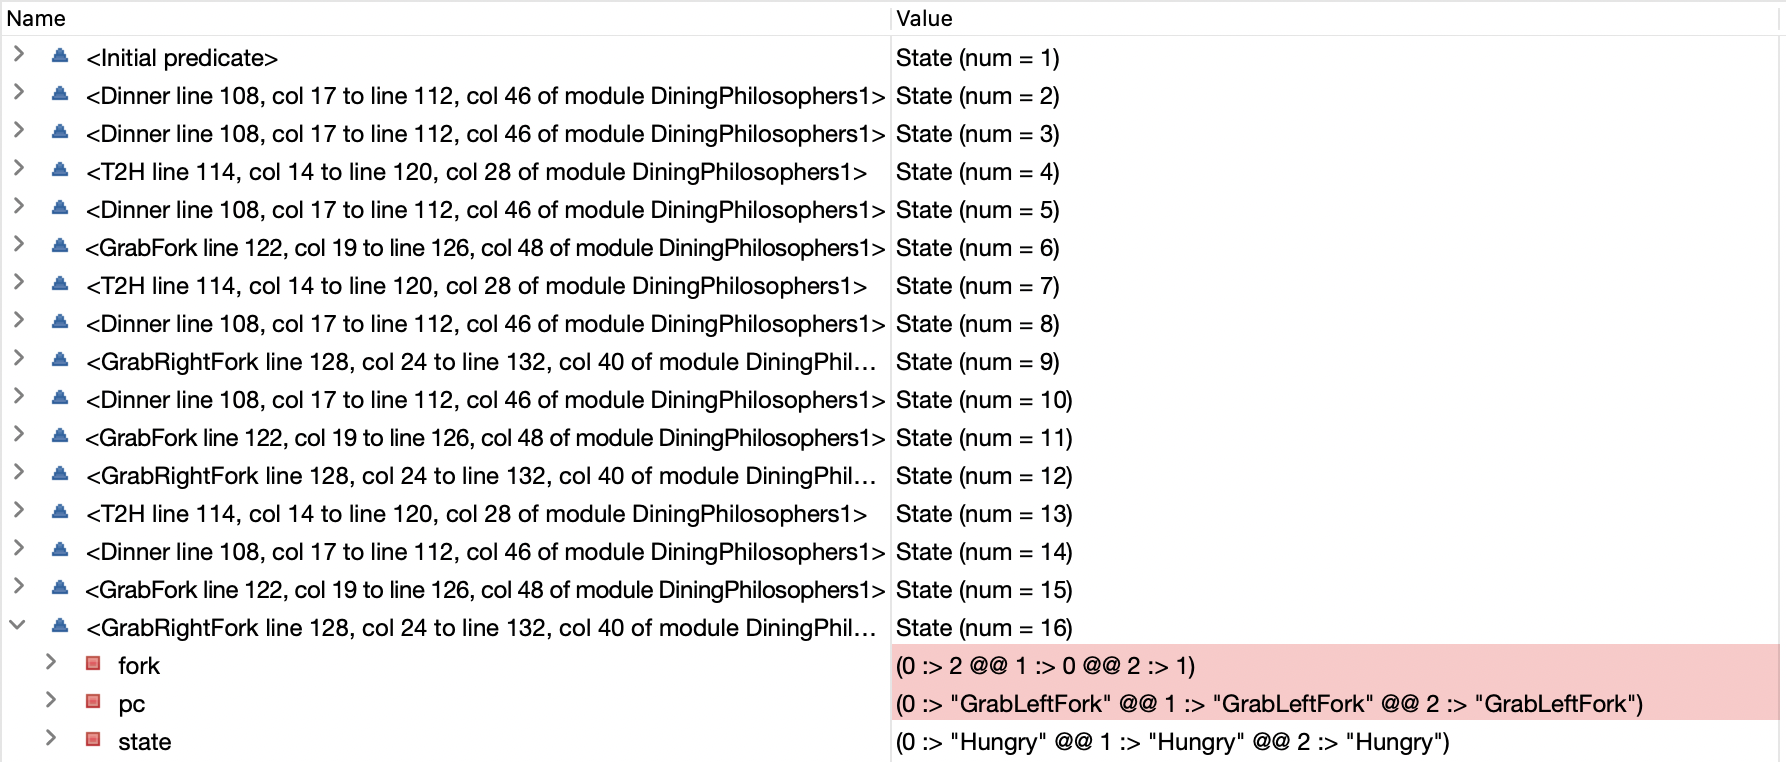 Name Value
<Initial predicate> State (num = 1)
<Dinner line 108, col 17 to line 112, col 46 of module DiningPhilosophers1> State (num = 2)
<Dinner line 108, col 17 to line 112, col 46 of module DiningPhilosophers1> State (num = 3)
<T2H line 114, col 14 to line 120, col 28 of module DiningPhilosophers1> State (num = 4)
<Dinner line 108, col 17 to line 112, col 46 of module DiningPhilosophers1> State (num = 5)
<GrabFork line 122, col 19 to line 126, col 48 of module DiningPhilosophers1> State (num = 6)
<T2H line 114, col 14 to line 120, col 28 of module DiningPhilosophers1> State (num = 7)
<Dinner line 108, col 17 to line 112, col 46 of module DiningPhilosophers1> State (num = 8)
<GrabRightFork line 128, col 24 to line 132, col 40 of module DiningPhil... State (num = 9)
<Dinner line 108, col 17 to line 112, col 46 of module DiningPhilosophers1> State (num = 10)
<GrabFork line 122, col 19 to line 126, col 48 of module DiningPhilosophers1> State (num = 11)
<GrabRightFork line 128, col 24 to line 132, col 40 of module DiningPhil... State (num = 12)
<T2H line 114, col 14 to line 120, col 28 of module DiningPhilosophers1> State (num = 13)
<Dinner line 108, col 17 to line 112, col 46 of module DiningPhilosophers1> State (num = 14)
<GrabFork line 122, col 19 to line 126, col 48 of module DiningPhilosophers1> State (num = 15)
<GrabRightFork line 128, col 24 to line 132, col 40 of module DiningPhil... State (num = 16)
fork (0 :> 2 @@ 1 :> 0 @@ 2 :> 1)
pc (0 :> "GrabLeftFork" @@ 1 :> "GrabLeftFork" @@ 2 :> "GrabLeftFork")
state (0 :> "Hungry" @@ 1 :> "Hungry" @@ 2 :> "Hungry")